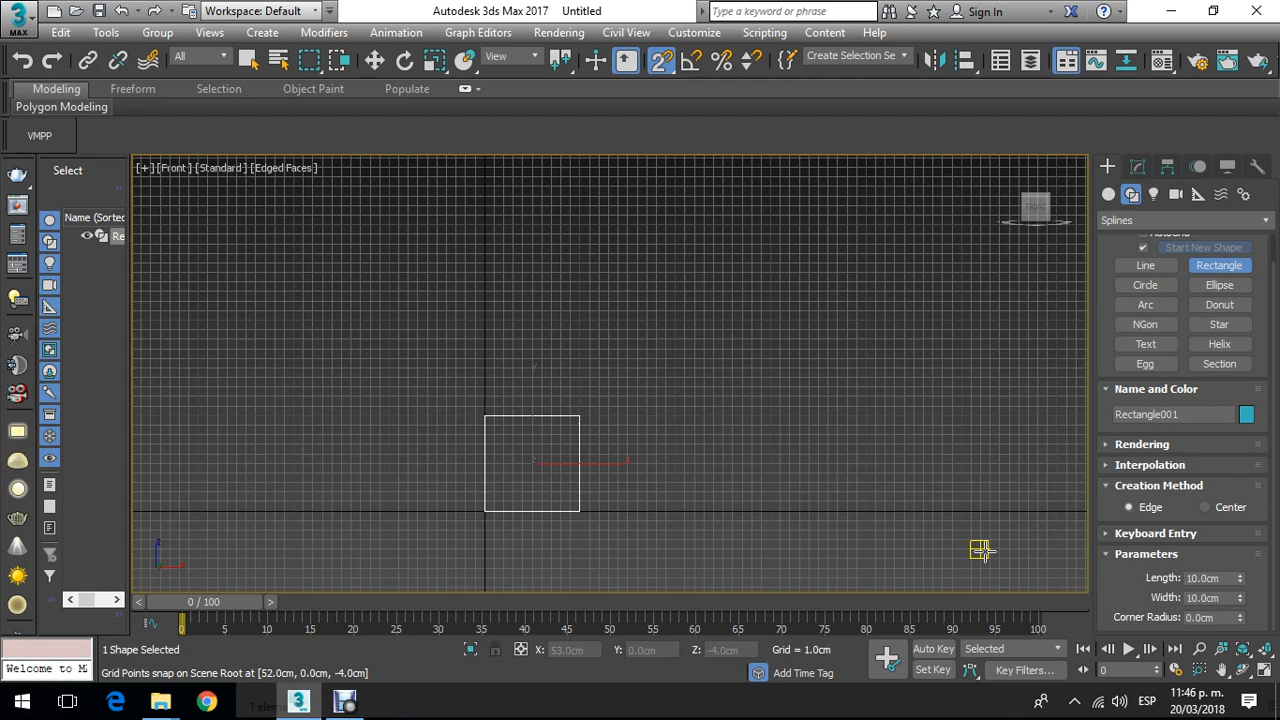 Workspace: Default
Autodesk 3ds Max 2017    Untitled
Type a keyword or phrase
Sign In
MAX
Edit Tools Group Views Create Modifiers Animation Graph Editors Rendering Civil View Customize Scripting Content Help
All
View
Create Selection Se
Modeling Freeform Selection Object Paint Populate
Polygon Modeling
VMPP
Select
[+] [Front ] [Standard ] [Edged Faces ]
FRONT
Name (Sorted
Re
Splines
Start New Shape
Line Rectangle
Circle Ellipse
Arc Donut
NGon Star
Text Helix
Egg Section
Name and Color
Rectangle001
Rendering
Interpolation
Creation Method
Edge Center
Keyboard Entry
Parameters
Length: 10.0cm
Width: 10.0cm
Corner Radius: 0.0cm
0 / 100
0 5 10 15 20 25 30 35 40 45 50 55 60 65 70 75 80 85 90 95 100
1 Shape Selected
X: 53.0cm Y: 0.0cm Z: -4.0cm Grid = 1.0cm
Auto Key Selected
Welcome to M
Grid Points snap on Scene Root at [52.0cm, 0.0cm, -4.0cm]
Add Time Tag
Set Key Key Filters...
0
1 eleme
ESP
11:46 p. m.
20/03/2018